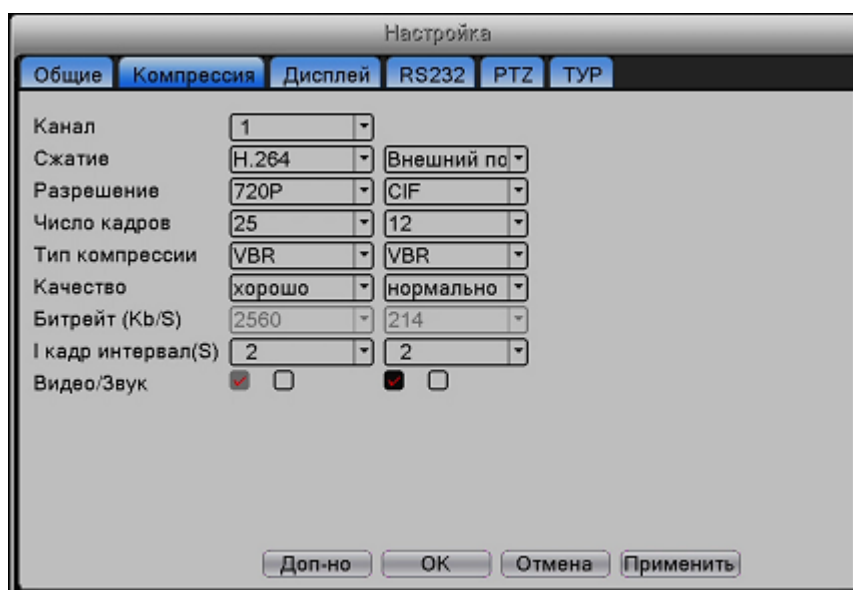 Настройка
Общие Компрессия Дисплей RS232 PTZ ТУР
Канал 1
Сжатие H.264 Внешний по
Разрешение 720P CIF
Число кадров 25 12
Тип компрессии VBR VBR
Качество хорошо нормально
Битрейт (Kb/S) 2560 214
I кадр интервал(S) 2 2
Видео/Звук
Доп-но OK Отмена Применить